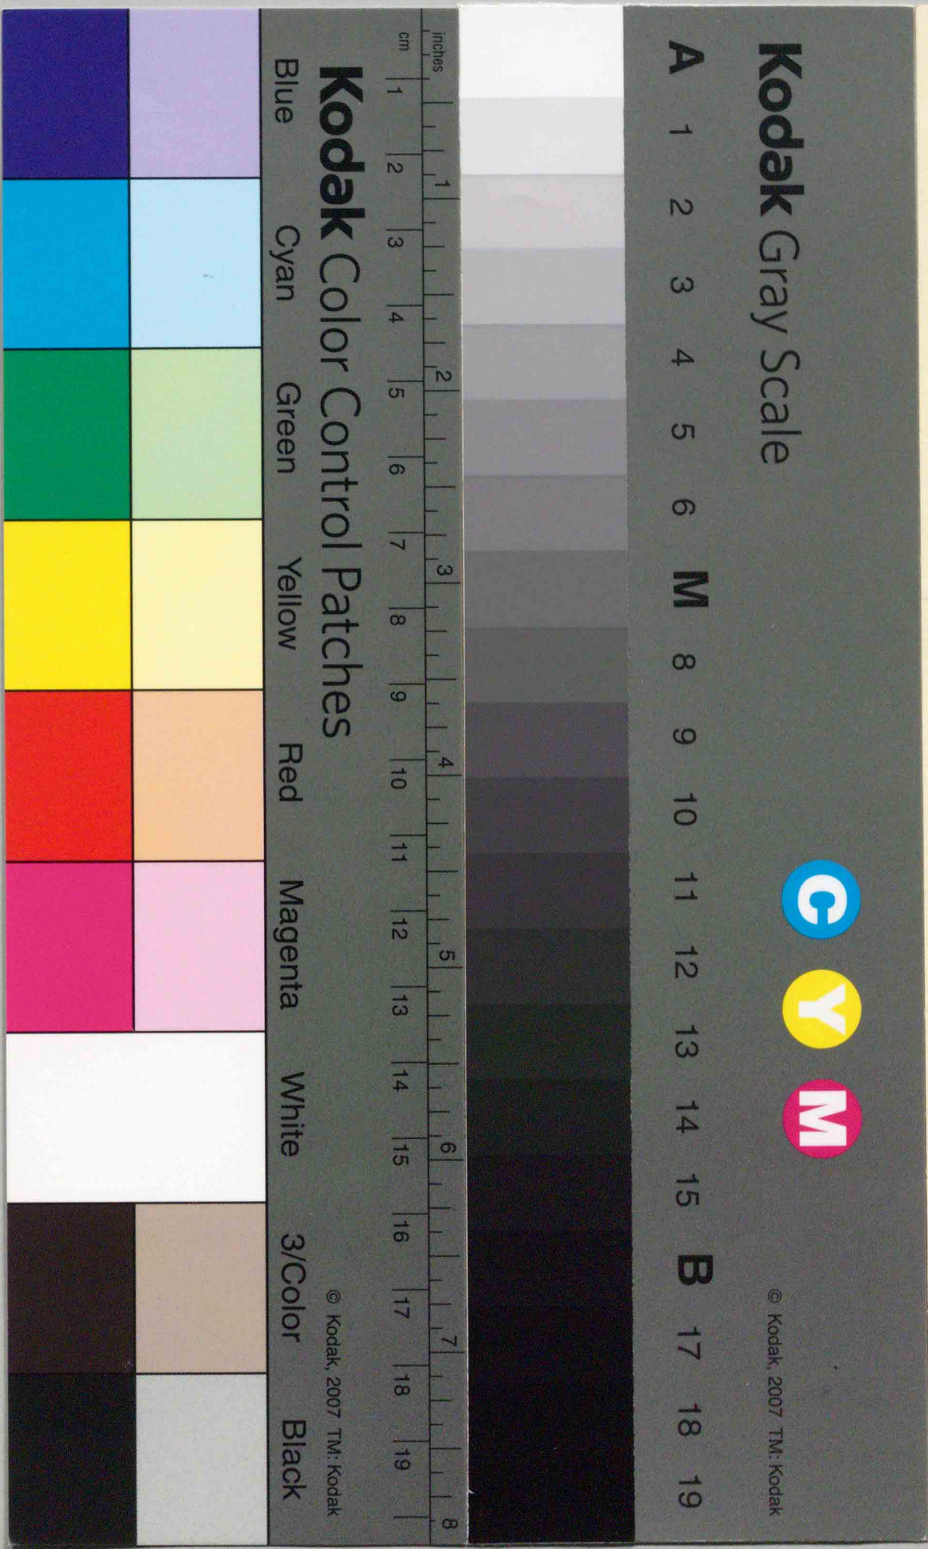 Kodak Gray Scale
C Y M
A 1 2 3 4 5 6 M 8 9 10 11 12 13 14 15 B 17 18 19
© Kodak, 2007 TM: Kodak
inches 1 2 3 4 5 6 7 8
cm 1 2 3 4 5 6 7 8 9 10 11 12 13 14 15 16 17 18 19
Kodak Color Control Patches
© Kodak, 2007 TM: Kodak
Blue Cyan Green Yellow Red Magenta White 3/Color Black